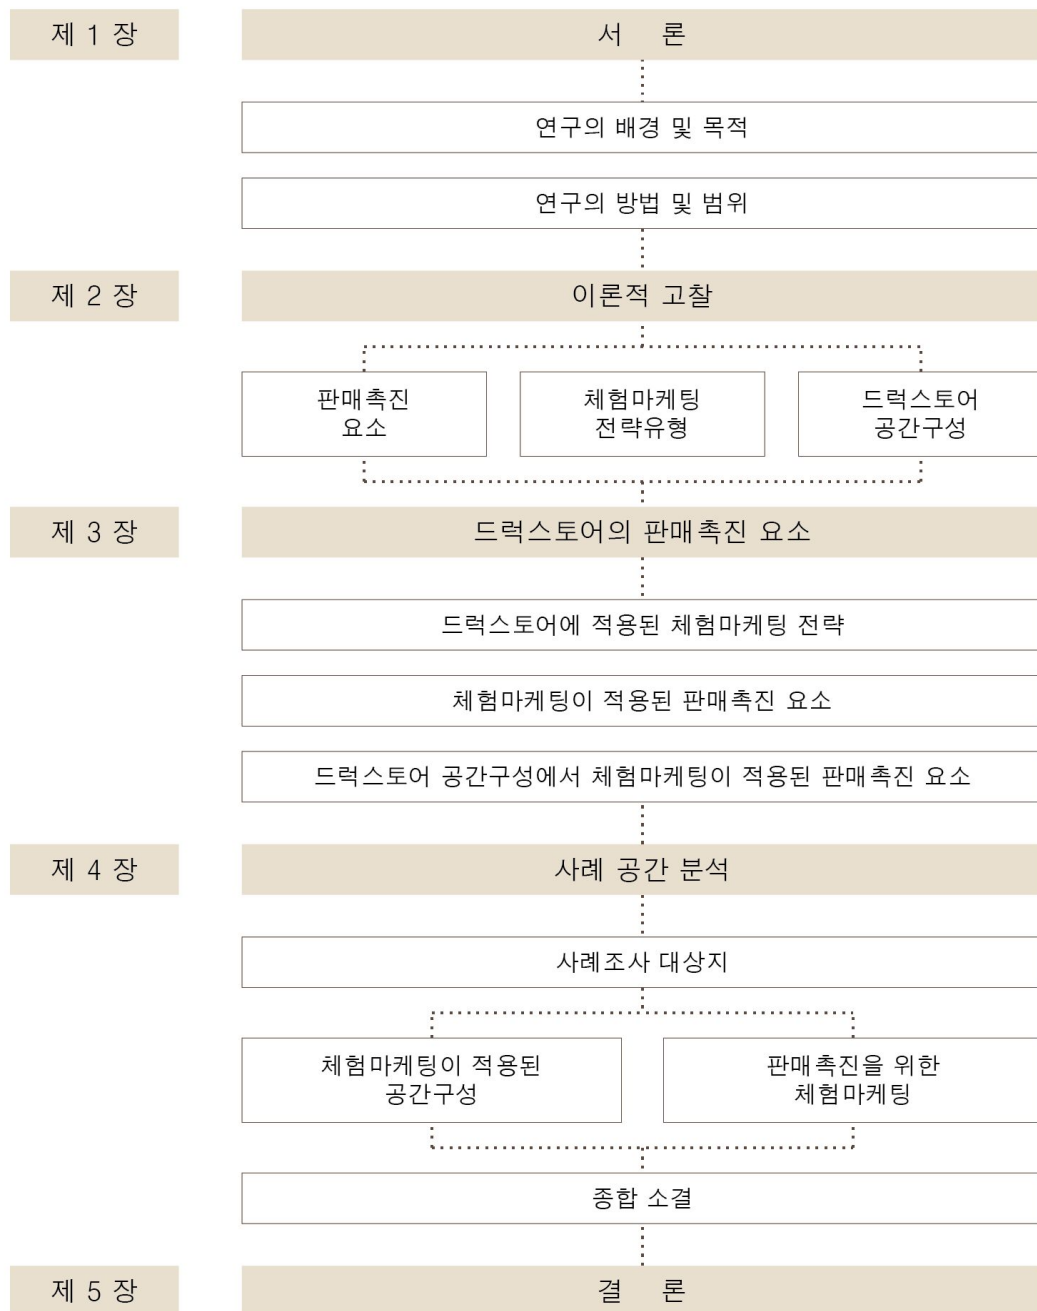 제 1 장
서 론
연구의 배경 및 목적
연구의 방법 및 범위
제 2 장
이론적 고찰
판매촉진
요소
체험마케팅
전략유형
드럭스토어
공간구성
제 3 장
드럭스토어의 판매촉진 요소
드럭스토어에 적용된 체험마케팅 전략
체험마케팅이 적용된 판매촉진 요소
드럭스토어 공간구성에서 체험마케팅이 적용된 판매촉진 요소
제 4 장
사례 공간 분석
사례조사 대상지
체험마케팅이 적용된
공간구성
판매촉진을 위한
체험마케팅
종합 소결
제 5 장
결 론